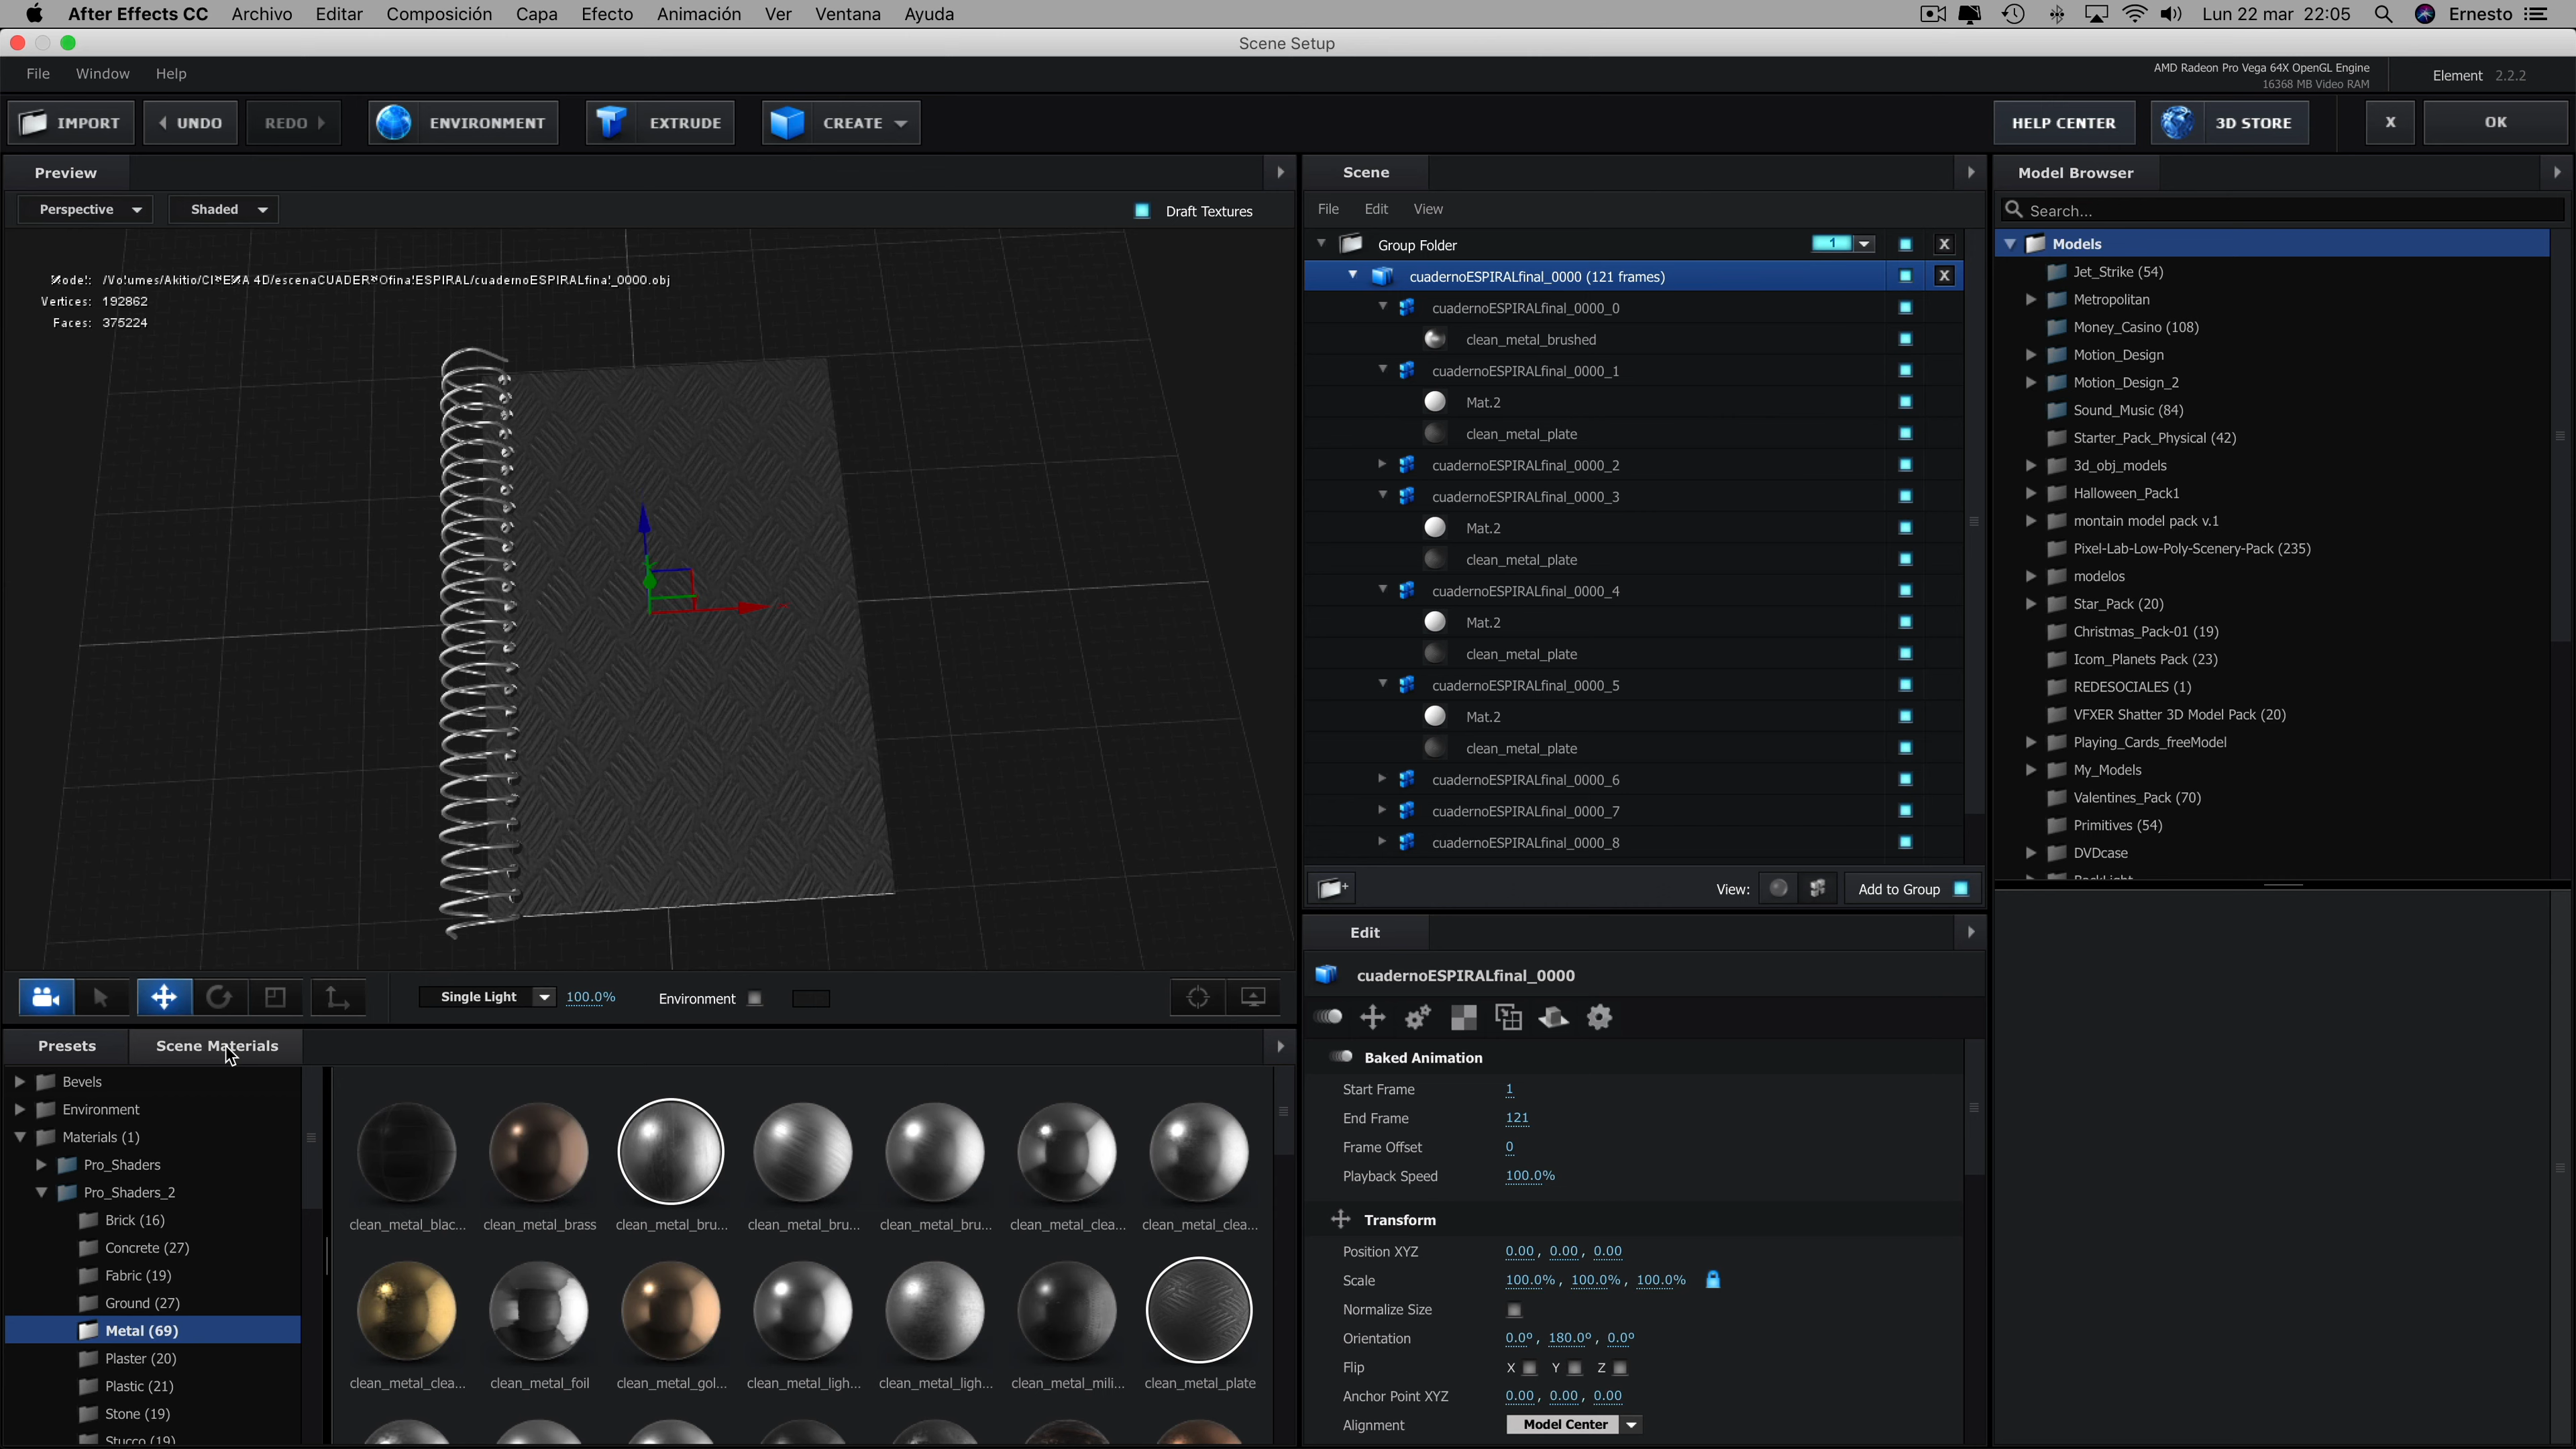 After Effects CC Archivo Editar Composición Capa Efecto Animación Ver Ventana Ayuda Lun 22 mar 22:05 Ernesto
Scene Setup
File Window Help AMD Radeon Pro Vega 64X OpenGL Engine
16368 MB Video RAM
Element 2.2.2
IMPORT UNDO REDO ENVIRONMENT EXTRUDE CREATE HELP CENTER 3D STORE X OK
Preview
Perspective Shaded Draft Textures
Model:
Vertices: 192862
Faces: 375224
Single Light 100.0% Environment
Presets Scene Materials
Bevels
Environment
Materials (1)
Pro_Shaders
Pro_Shaders_2
Brick (16)
Concrete (27)
Fabric (19)
Ground (27)
Metal (69)
Plaster (20)
Plastic (21)
Stone (19)
Stucco (19)
clean_metal_blac... clean_metal_brass clean_metal_bru... clean_metal_bru... clean_metal_bru... clean_metal_clea... clean_metal_clea...
clean_metal_clea... clean_metal_foil clean_metal_gol... clean_metal_ligh... clean_metal_ligh... clean_metal_mili... clean_metal_plate
Scene
File Edit View
Group Folder 1 X
cuadernoESPIRALfinal_0000 (121 frames) X
cuadernoESPIRALfinal_0000_0
clean_metal_brushed
cuadernoESPIRALfinal_0000_1
Mat.2
clean_metal_plate
cuadernoESPIRALfinal_0000_2
cuadernoESPIRALfinal_0000_3
Mat.2
clean_metal_plate
cuadernoESPIRALfinal_0000_4
Mat.2
clean_metal_plate
cuadernoESPIRALfinal_0000_5
Mat.2
clean_metal_plate
cuadernoESPIRALfinal_0000_6
cuadernoESPIRALfinal_0000_7
cuadernoESPIRALfinal_0000_8
View: Add to Group
Edit
cuadernoESPIRALfinal_0000
Baked Animation
Start Frame 1
End Frame 121
Frame Offset 0
Playback Speed 100.0%
Transform
Position XYZ 0.00, 0.00, 0.00
Scale 100.0%, 100.0%, 100.0%
Normalize Size
Orientation 0.0º, 180.0º, 0.0º
Flip X Y Z
Anchor Point XYZ 0.00, 0.00, 0.00
Alignment Model Center
Model Browser
Search...
Models
Jet_Strike (54)
Metropolitan
Money_Casino (108)
Motion_Design
Motion_Design_2
Sound_Music (84)
Starter_Pack_Physical (42)
3d_obj_models
Halloween_Pack1
montain model pack v.1
Pixel-Lab-Low-Poly-Scenery-Pack (235)
modelos
Star_Pack (20)
Christmas_Pack-01 (19)
Icom_Planets Pack (23)
REDESOCIALES (1)
VFXER Shatter 3D Model Pack (20)
Playing_Cards_freeModel
My_Models
Valentines_Pack (70)
Primitives (54)
DVDcase